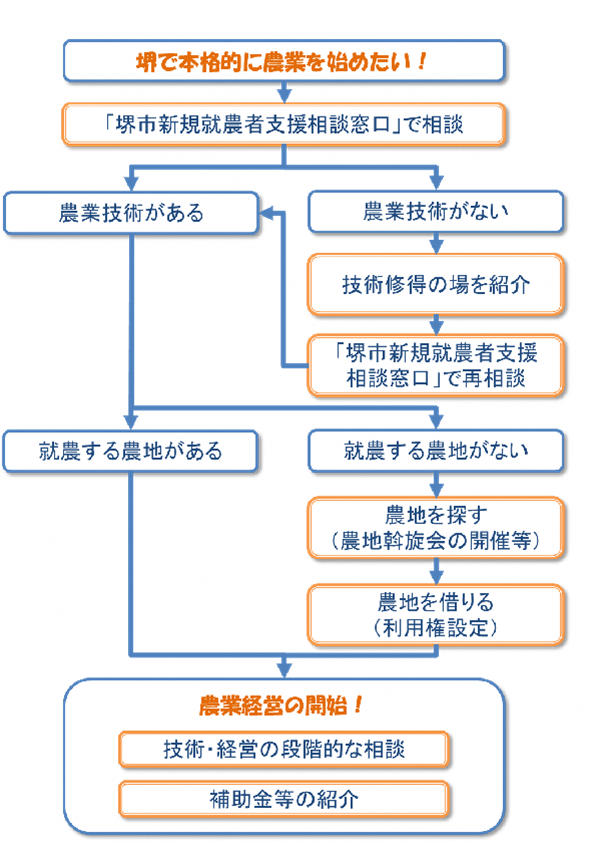 堺で本格的に農業を始めたい！
「堺市新規就農者支援相談窓口」で相談
農業技術がある
農業技術がない
技術修得の場を紹介
「堺市新規就農者支援
相談窓口」で再相談
就農する農地がある
就農する農地がない
農地を探す
（農地斡旋会の開催等）
農地を借りる
（利用権設定）
農業経営の開始！
技術・経営の段階的な相談
補助金等の紹介